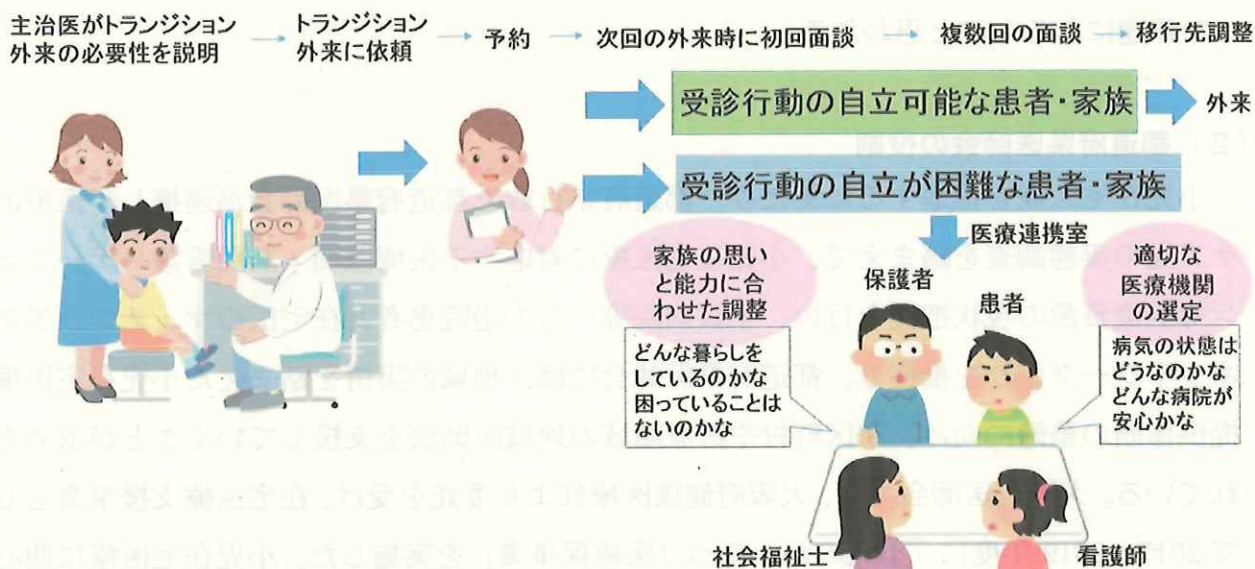 主治医がトランジション
外来の必要性を説明
トランジション
外来に依頼
予約
次回の外来時に初回面談
複数回の面談
移行先調整
受診行動の自立可能な患者・家族
外来
受診行動の自立が困難な患者・家族
医療連携室
家族の思い
と能力に合
わせた調整
保護者
患者
適切な
医療機関
の選定
どんな暮らしを
しているのかな
困っていることは
ないのかな
病気の状態は
どうなのかな
どんな病院が
安心かな
社会福祉士
看護師